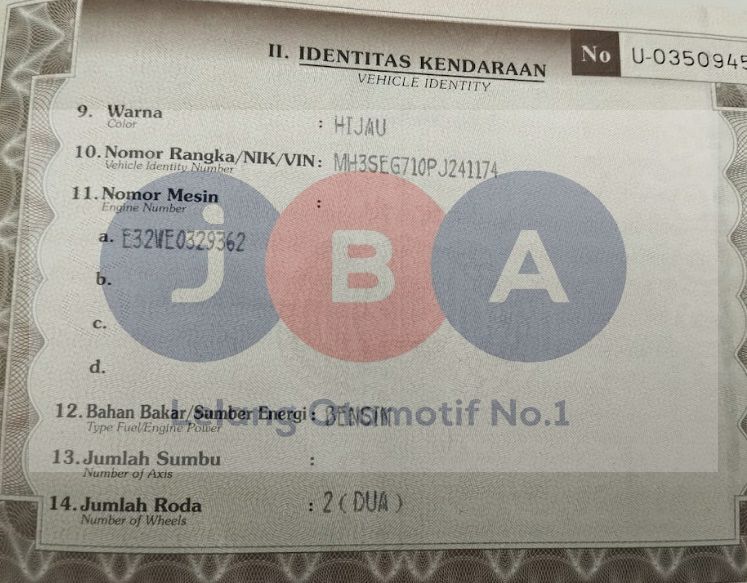 II. IDENTITAS KENDARAAN
VEHICLE IDENTITY
No U-0350945
9. Warna : HIJAU
Color
10. Nomor Rangka/NIK/VIN: MH3SEG710PJ241174
Vehicle Identity Number
11. Nomor Mesin :
Engine Number
a. E32WE0329362
b.
c.
d.
j B A
Lelang Otomotif No.1
12. Bahan Bakar/Sumber Energi : BENSIN
Type Fuel/Engine Power
13. Jumlah Sumbu :
Number of Axis
14. Jumlah Roda : 2 ( DUA )
Number of Wheels